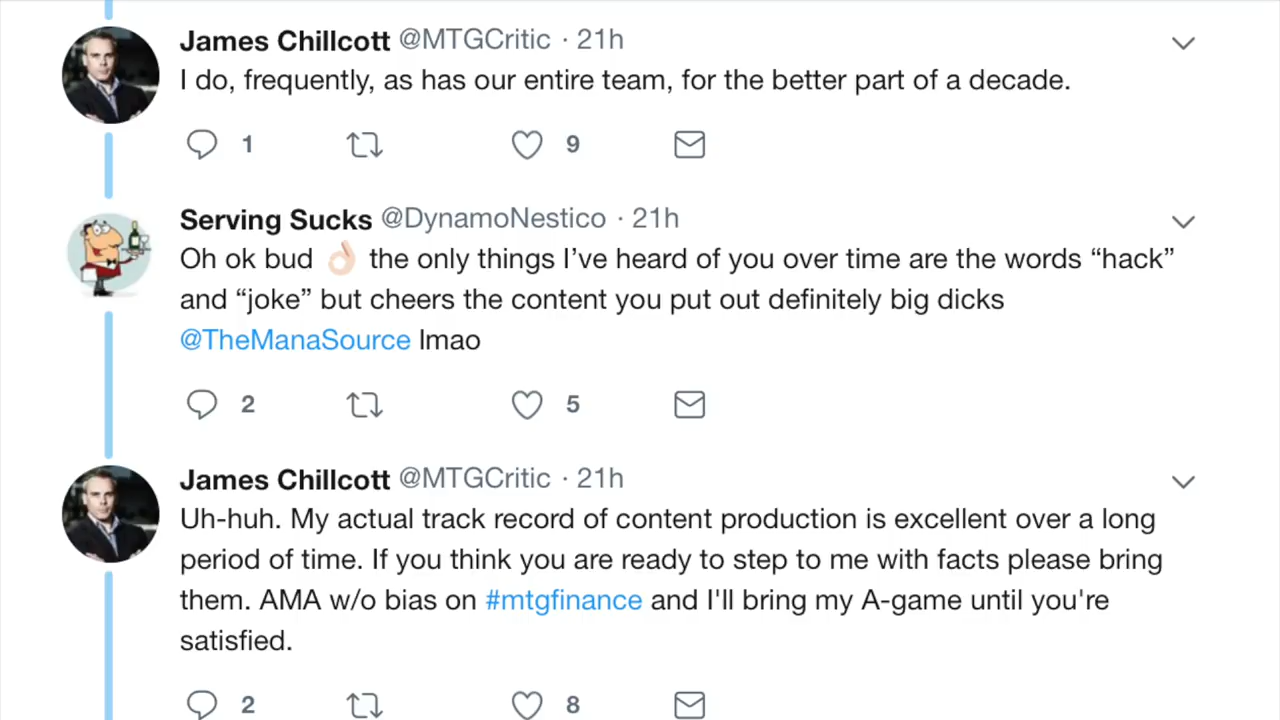 James Chillcott @MTGCritic · 21h
I do, frequently, as has our entire team, for the better part of a decade.
1 9
Serving Sucks @DynamoNestico · 21h
Oh ok bud 👌🏻 the only things I’ve heard of you over time are the words “hack”
and “joke” but cheers the content you put out definitely big dicks
@TheManaSource lmao
2 5
James Chillcott @MTGCritic · 21h
Uh-huh. My actual track record of content production is excellent over a long
period of time. If you think you are ready to step to me with facts please bring
them. AMA w/o bias on #mtgfinance and I'll bring my A-game until you're
satisfied.
2 8